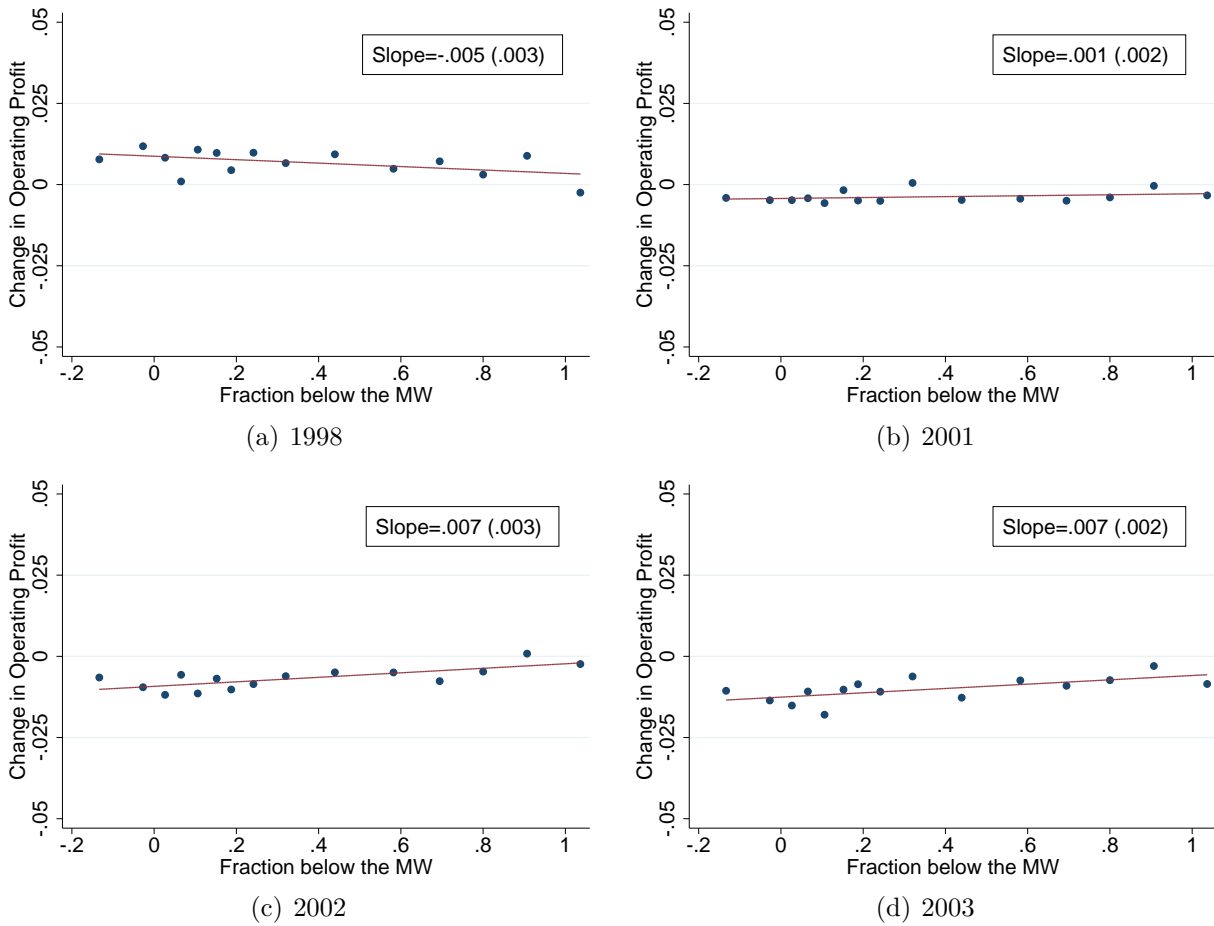 Change in Operating Profit
.05
.025
0
-.025
-.05
Slope=-.005 (.003)
-.2 0 .2 .4 .6 .8 1
Fraction below the MW
(a) 1998
Change in Operating Profit
.05
.025
0
-.025
-.05
Slope=.001 (.002)
-.2 0 .2 .4 .6 .8 1
Fraction below the MW
(b) 2001
Change in Operating Profit
.05
.025
0
-.025
-.05
Slope=.007 (.003)
-.2 0 .2 .4 .6 .8 1
Fraction below the MW
(c) 2002
Change in Operating Profit
.05
.025
0
-.025
-.05
Slope=.007 (.002)
-.2 0 .2 .4 .6 .8 1
Fraction below the MW
(d) 2003